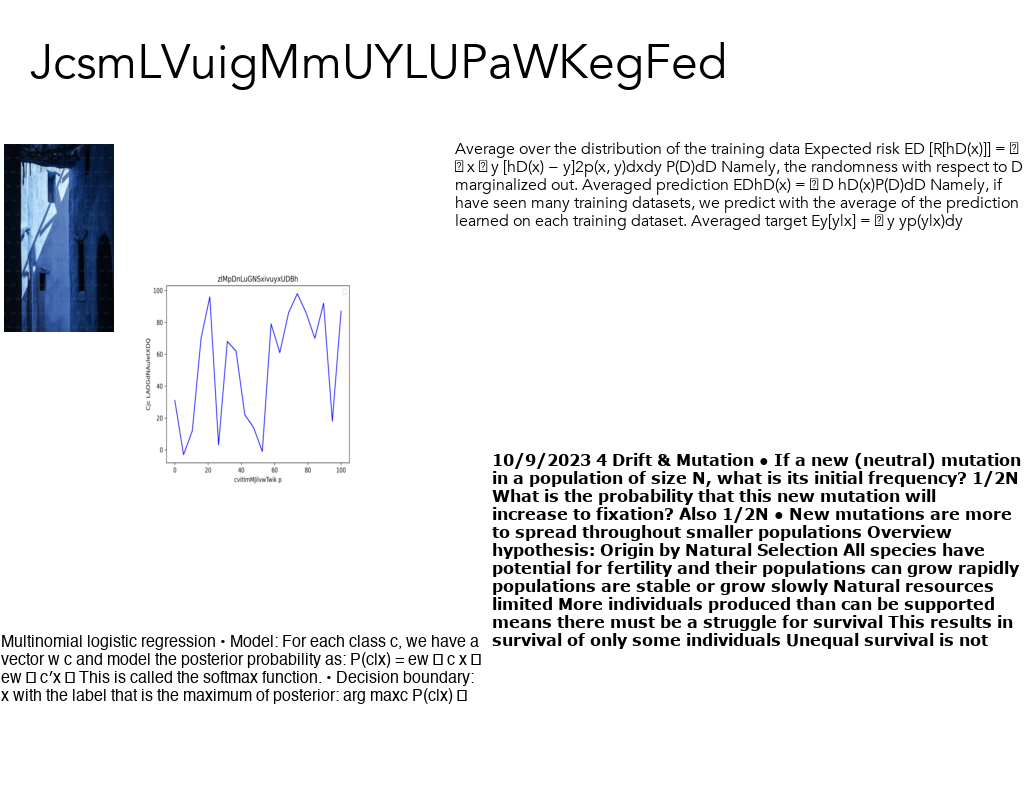 JcsmLVuigMmUYLUPaWKegFed
Average over the distribution of the training data Expected risk ED [R[hD(x)]] = 
x y [hD(x) − y]2p(x, y)dxdy P(D)dD Namely, the randomness with respect to D
marginalized out. Averaged prediction EDhD(x) = D hD(x)P(D)dD Namely, if
have seen many training datasets, we predict with the average of the prediction
learned on each training dataset. Averaged target Ey[y|x] = y yp(y|x)dy
zlMpDnLuGNSxivuyxUDBh
100
80
60
40
20
0
0 20 40 60 80 100
10/9/2023 4 Drift & Mutation ● If a new (neutral) mutation
in a population of size N, what is its initial frequency? 1/2N
What is the probability that this new mutation will
increase to fixation? Also 1/2N ● New mutations are more
to spread throughout smaller populations Overview
hypothesis: Origin by Natural Selection All species have
potential for fertility and their populations can grow rapidly
populations are stable or grow slowly Natural resources
limited More individuals produced than can be supported
means there must be a struggle for survival This results in
survival of only some individuals Unequal survival is not
Multinomial logistic regression • Model: For each class c, we have a
vector w c and model the posterior probability as: P(c|x) = ew c x
ew c′x This is called the softmax function. • Decision boundary:
x with the label that is the maximum of posterior: arg maxc P(c|x)